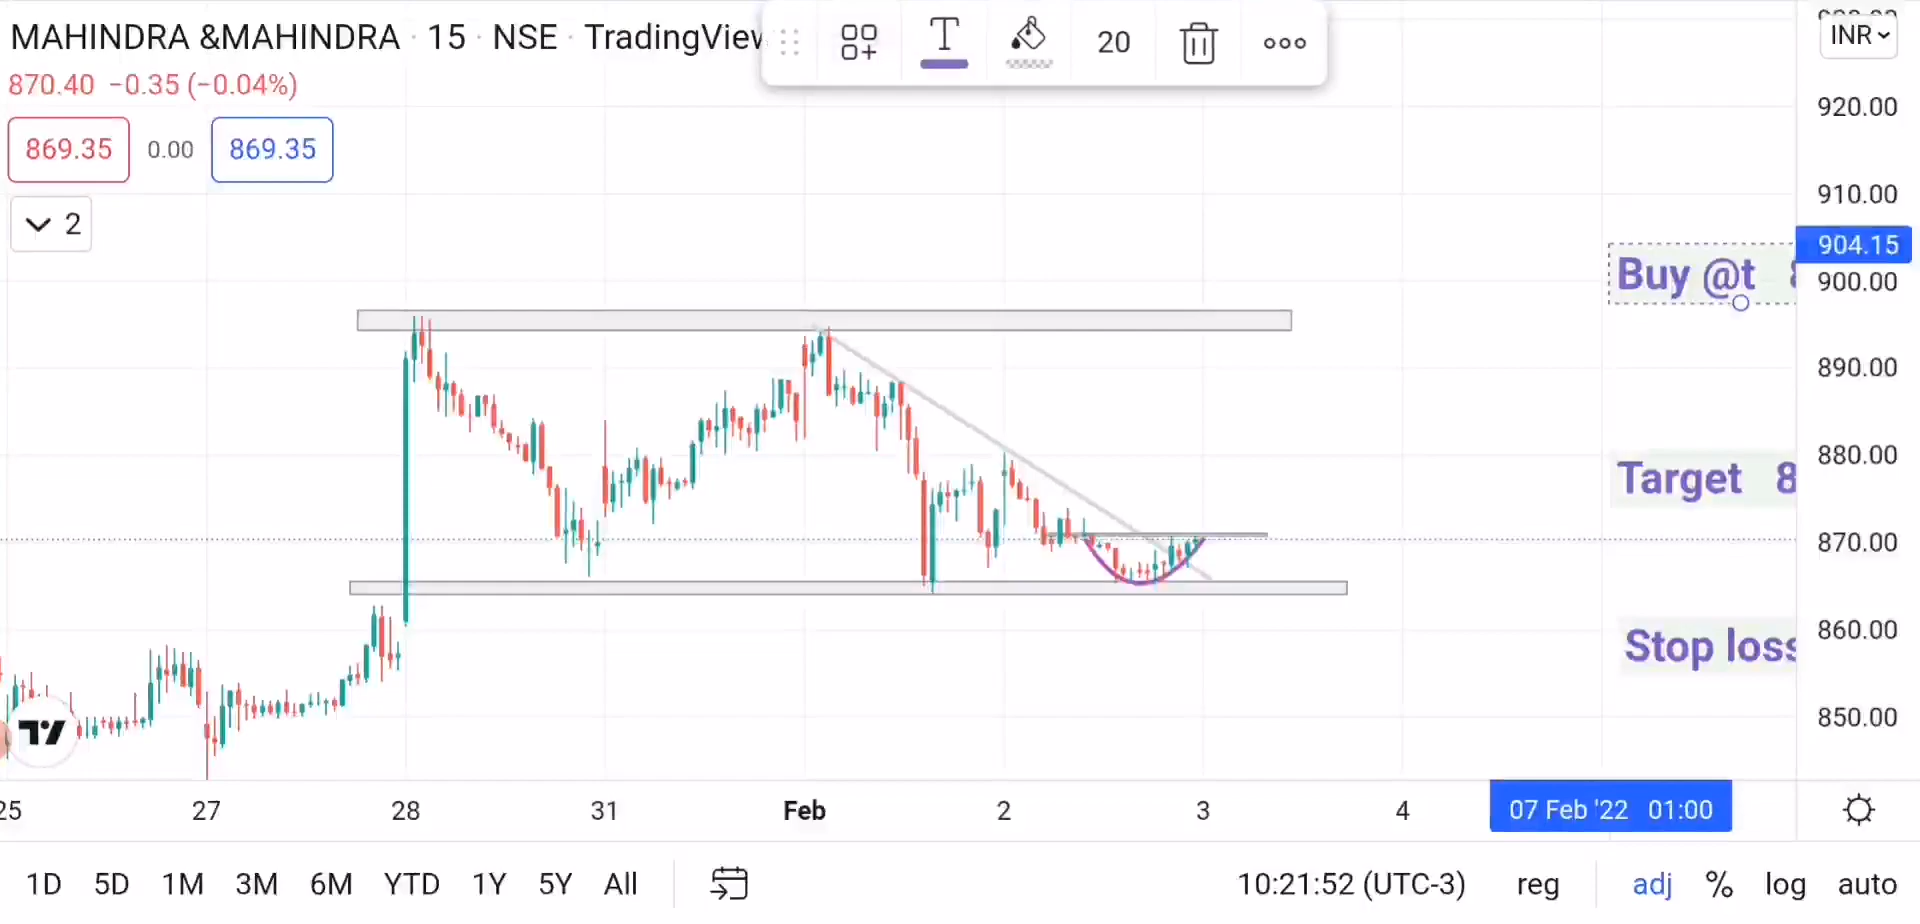 MAHINDRA &MAHINDRA · 15 · NSE · TradingView
870.40 −0.35 (−0.04%)
869.35 0.00 869.35
2
20
INR
920.00
910.00
904.15
900.00
890.00
880.00
870.00
860.00
850.00
Buy @t
Target 8
Stop loss
25 27 28 31 Feb 2 3 4 07 Feb '22 01:00
1D 5D 1M 3M 6M YTD 1Y 5Y All 10:21:52 (UTC-3) reg adj % log auto